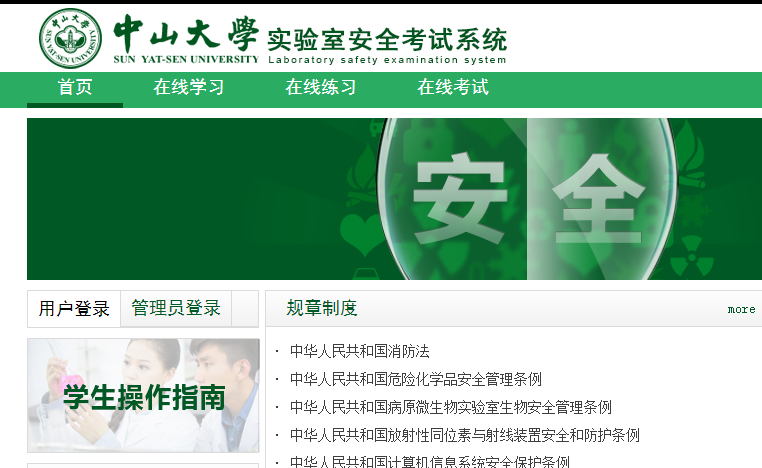 中山大學 实验室安全考试系统
SUN YAT-SEN UNIVERSITY Laboratory safety examination system
首页 在线学习 在线练习 在线考试
安全
用户登录 管理员登录 规章制度 more
· 中华人民共和国消防法
· 中华人民共和国危险化学品安全管理条例
学生操作指南
· 中华人民共和国病原微生物实验室生物安全管理条例
· 中华人民共和国放射性同位素与射线装置安全和防护条例
· 中华人民共和国计算机信息系统安全保护条例